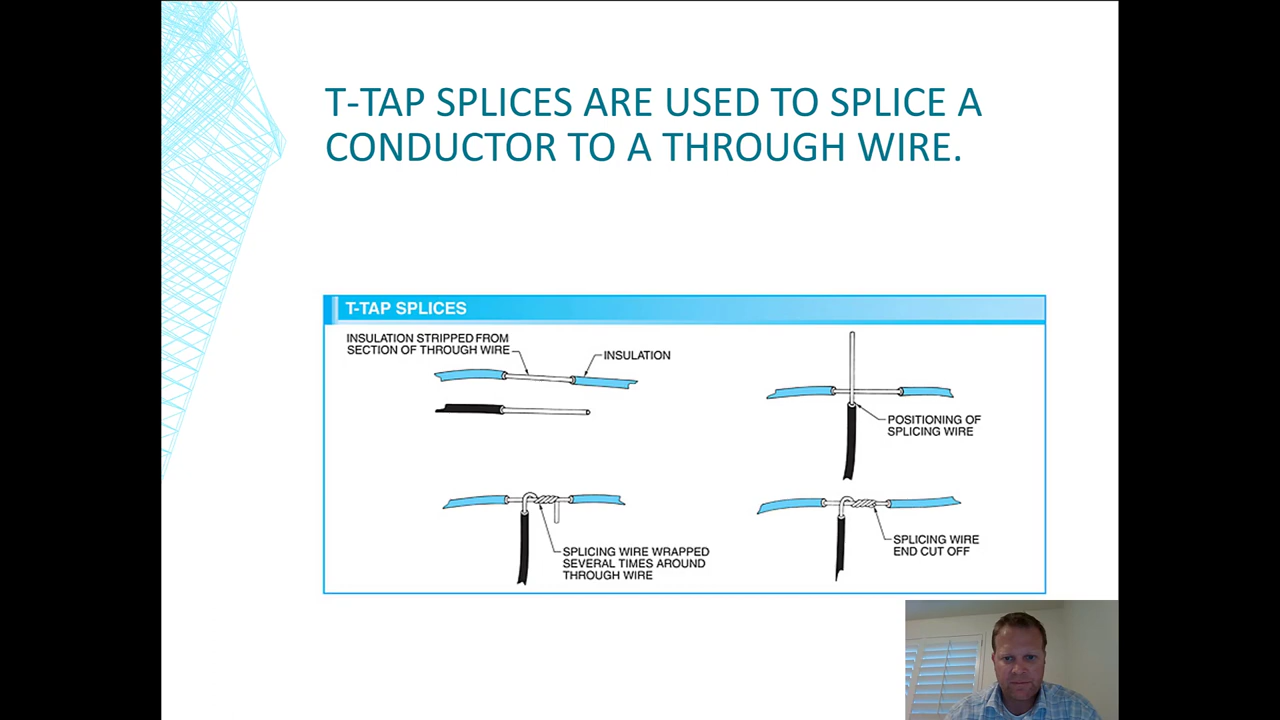 T-TAP SPLICES ARE USED TO SPLICE A
CONDUCTOR TO A THROUGH WIRE.
T-TAP SPLICES
INSULATION STRIPPED FROM
SECTION OF THROUGH WIRE
INSULATION
POSITIONING OF
SPLICING WIRE
SPLICING WIRE WRAPPED
SEVERAL TIMES AROUND
THROUGH WIRE
SPLICING WIRE
END CUT OFF